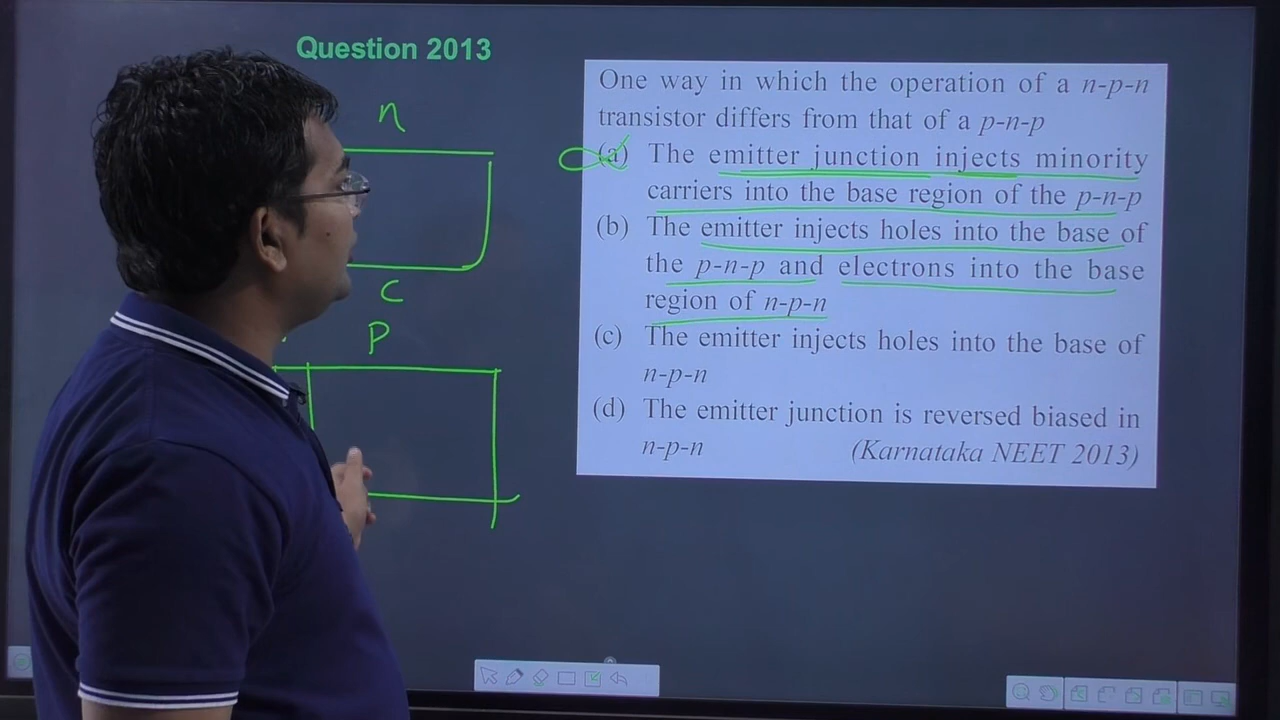 Question 2013
n
C
P
One way in which the operation of a n-p-n
transistor differs from that of a p-n-p
(a) The emitter junction injects minority
carriers into the base region of the p-n-p
(b) The emitter injects holes into the base of
the p-n-p and electrons into the base
region of n-p-n
(c) The emitter injects holes into the base of
n-p-n
(d) The emitter junction is reversed biased in
n-p-n (Karnataka NEET 2013)